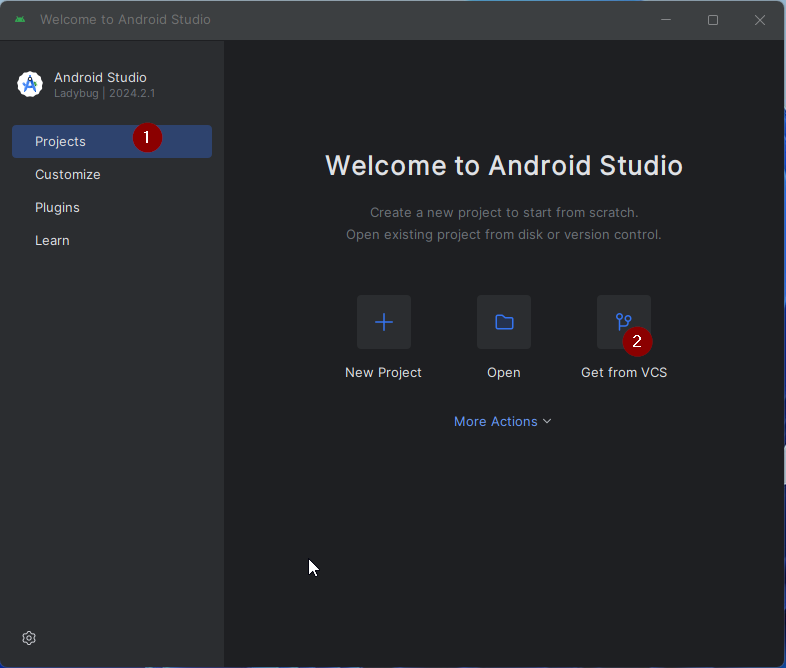 Welcome to Android Studio
Android Studio
Ladybug | 2024.2.1
Projects
1
Customize
Plugins
Learn
Welcome to Android Studio
Create a new project to start from scratch.
Open existing project from disk or version control.
2
New Project
Open
Get from VCS
More Actions